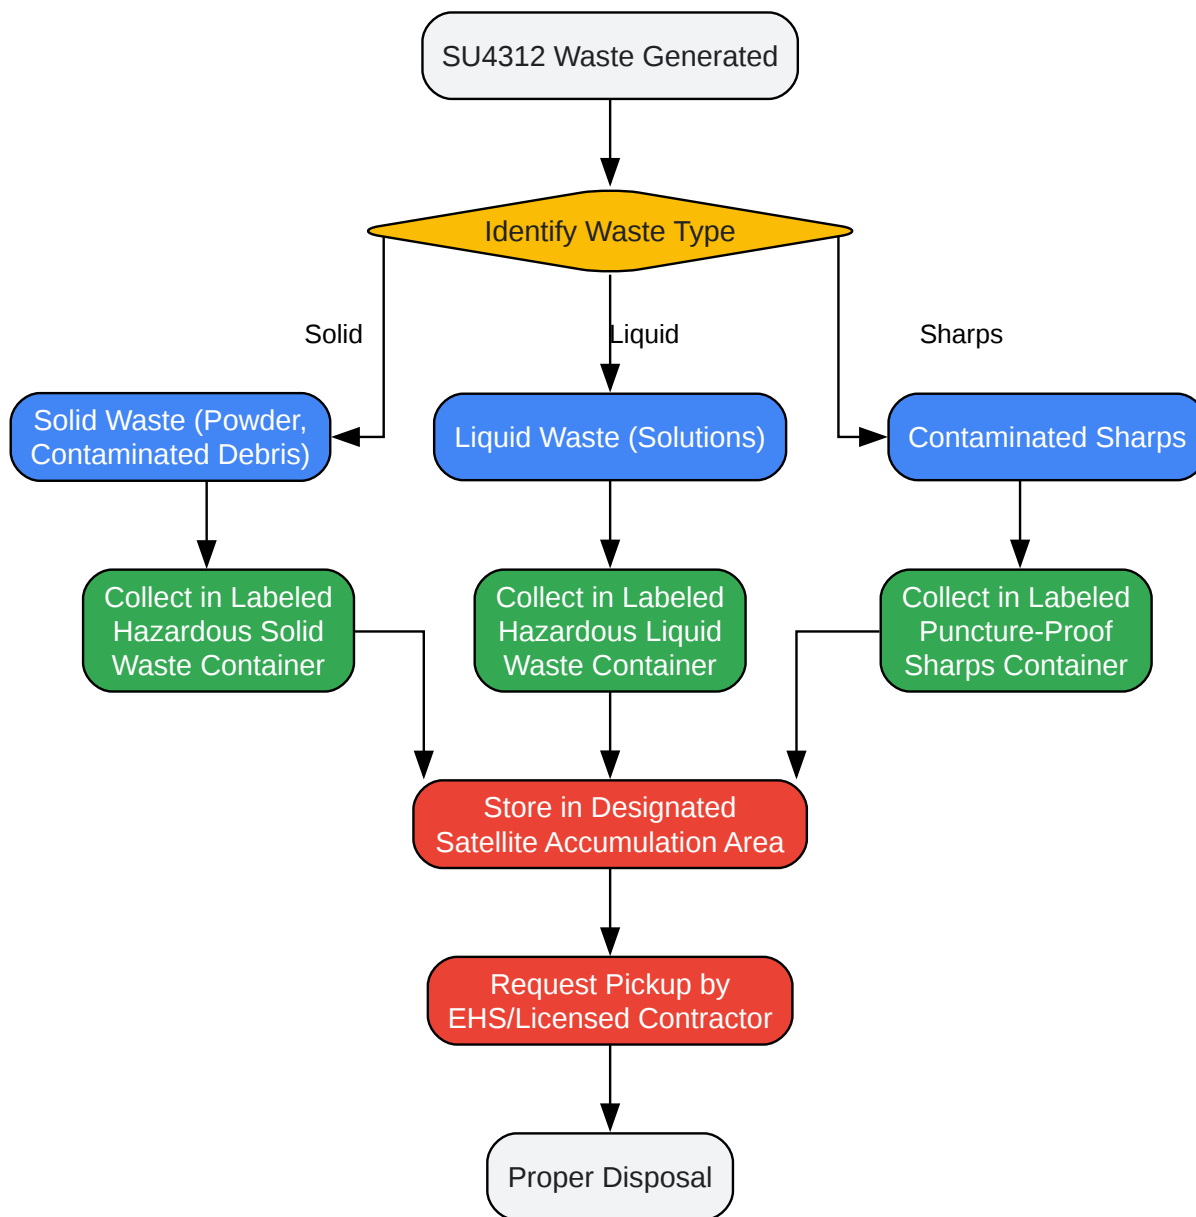 SU4312 Waste Generated
Identify Waste Type
Solid
Liquid
Sharps
Solid Waste (Powder,
Contaminated Debris)
Liquid Waste (Solutions)
Contaminated Sharps
Collect in Labeled
Hazardous Solid
Waste Container
Collect in Labeled
Hazardous Liquid
Waste Container
Collect in Labeled
Puncture-Proof
Sharps Container
Store in Designated
Satellite Accumulation Area
Request Pickup by
EHS/Licensed Contractor
Proper Disposal